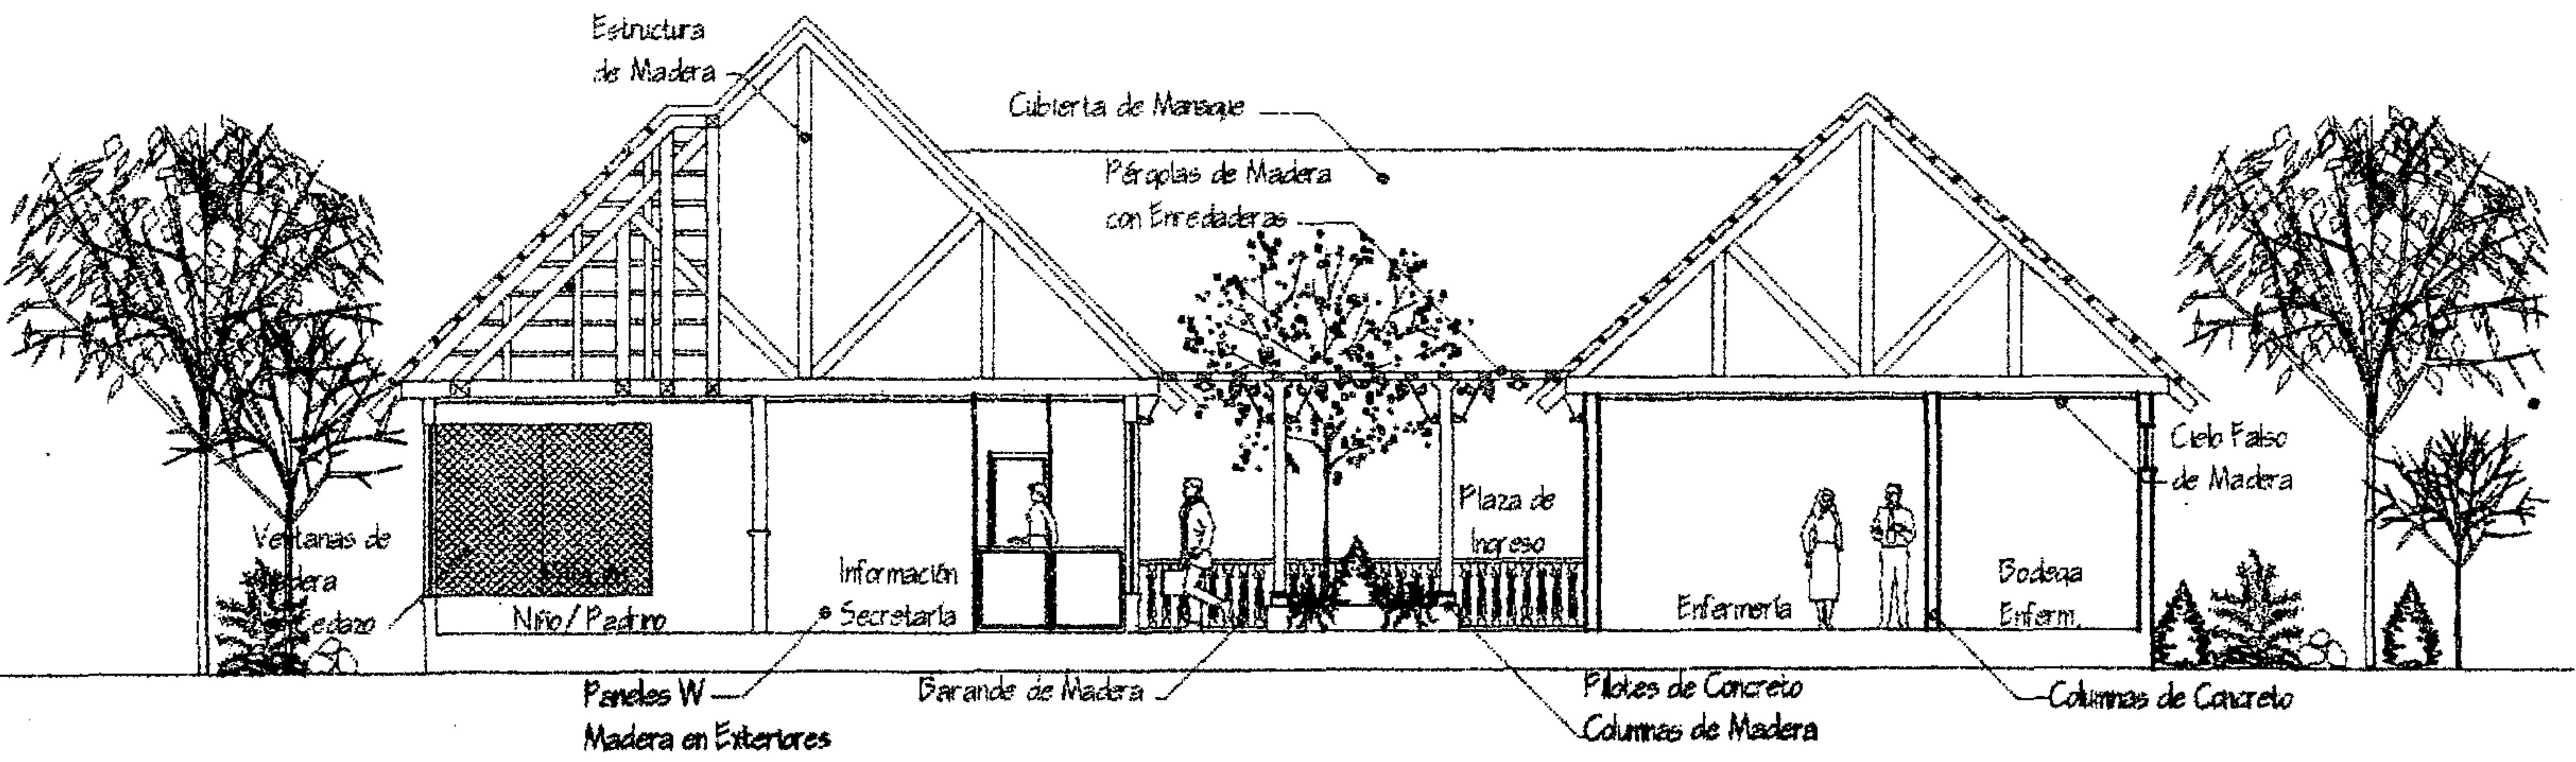 Estructura
de Madera
Cubierta de Manaque
Pérgolas de Madera
con Enredaderas
Cielo Falso
de Madera
Plaza de
Ingreso
Ventanas de
Cedazo
Niño/Padrino
Información
Secretaría
Enfermería
Bodega
Enferm.
Paneles W
Madera en Exteriores
Barande de Madera
Pilotes de Concreto
Columnas de Madera
Columnas de Concreto